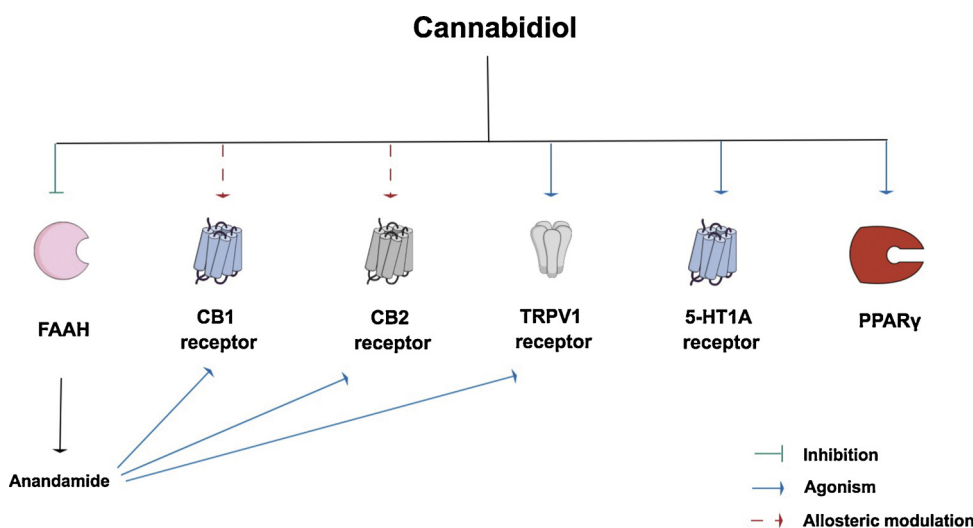 Cannabidiol
FAAH
CB1
receptor
CB2
receptor
TRPV1
receptor
5-HT1A
receptor
PPARγ
Anandamide
Inhibition
Agonism
Allosteric modulation